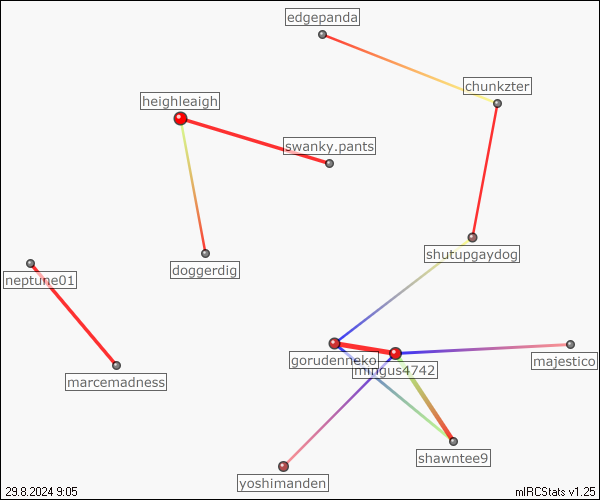 edgepanda
chunkzter
heighleaigh
swanky.pants
shutupgaydog
doggerdig
neptune01
gorudenneko
majestico
mingus4742
marcemadness
shawntee9
yoshimanden
29.8.2024 9:05
mIRCStats v1.25